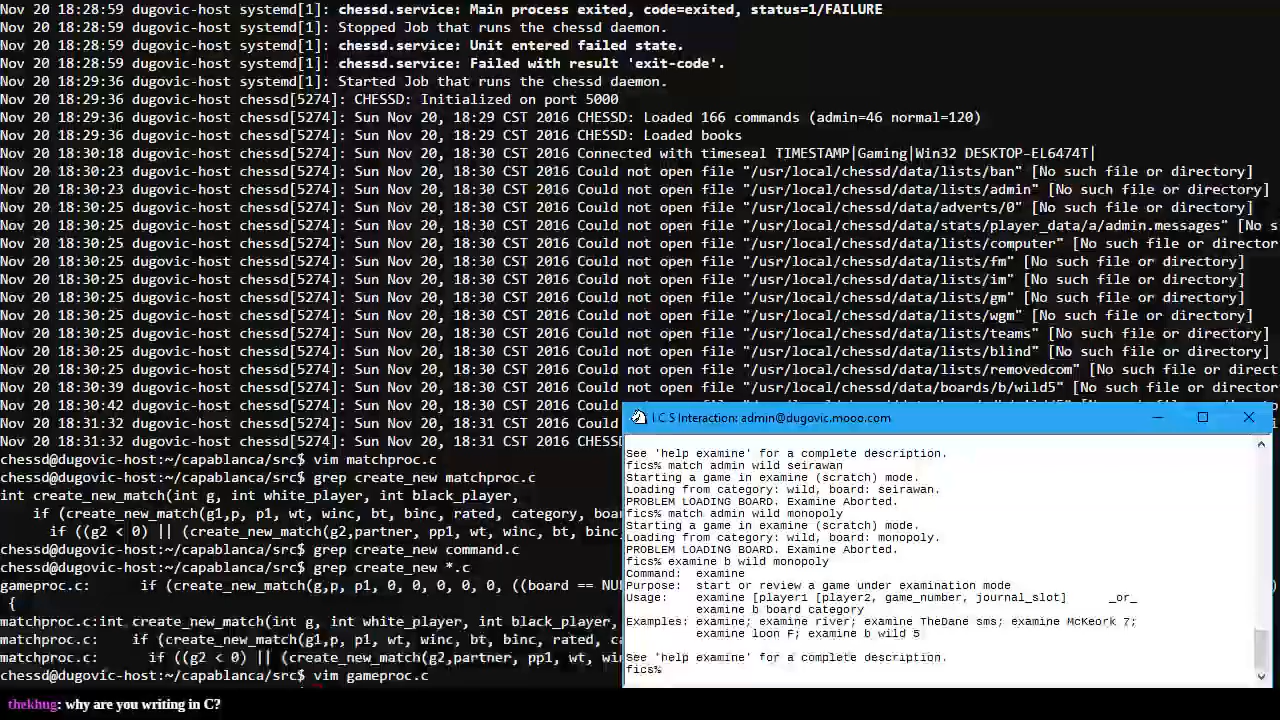 Nov 20 18:28:59 dugovic-host systemd[1]: chessd.service: Main process exited, code=exited, status=1/FAILURE
Nov 20 18:28:59 dugovic-host systemd[1]: Stopped Job that runs the chessd daemon.
Nov 20 18:28:59 dugovic-host systemd[1]: chessd.service: Unit entered failed state.
Nov 20 18:28:59 dugovic-host systemd[1]: chessd.service: Failed with result 'exit-code'.
Nov 20 18:29:36 dugovic-host systemd[1]: Started Job that runs the chessd daemon.
Nov 20 18:29:36 dugovic-host chessd[5274]: CHESSD: Initialized on port 5000
Nov 20 18:29:36 dugovic-host chessd[5274]: Sun Nov 20, 18:29 CST 2016 CHESSD: Loaded 166 commands (admin=46 normal=120)
Nov 20 18:29:36 dugovic-host chessd[5274]: Sun Nov 20, 18:29 CST 2016 CHESSD: Loaded books
Nov 20 18:30:18 dugovic-host chessd[5274]: Sun Nov 20, 18:30 CST 2016 Connected with timeseal TIMESTAMP|Gaming|Win32 DESKTOP-EL6474T|
Nov 20 18:30:23 dugovic-host chessd[5274]: Sun Nov 20, 18:30 CST 2016 Could not open file "/usr/local/chessd/data/lists/ban" [No such file or directory]
Nov 20 18:30:23 dugovic-host chessd[5274]: Sun Nov 20, 18:30 CST 2016 Could not open file "/usr/local/chessd/data/lists/admin" [No such file or directory]
Nov 20 18:30:25 dugovic-host chessd[5274]: Sun Nov 20, 18:30 CST 2016 Could not open file "/usr/local/chessd/data/adverts/0" [No such file or directory]
Nov 20 18:30:25 dugovic-host chessd[5274]: Sun Nov 20, 18:30 CST 2016 Could not open file "/usr/local/chessd/data/stats/player_data/a/admin.messages" [No s
Nov 20 18:30:25 dugovic-host chessd[5274]: Sun Nov 20, 18:30 CST 2016 Could not open file "/usr/local/chessd/data/lists/computer" [No such file or director
Nov 20 18:30:25 dugovic-host chessd[5274]: Sun Nov 20, 18:30 CST 2016 Could not open file "/usr/local/chessd/data/lists/fm" [No such file or directory]
Nov 20 18:30:25 dugovic-host chessd[5274]: Sun Nov 20, 18:30 CST 2016 Could not open file "/usr/local/chessd/data/lists/im" [No such file or directory]
Nov 20 18:30:25 dugovic-host chessd[5274]: Sun Nov 20, 18:30 CST 2016 Could not open file "/usr/local/chessd/data/lists/gm" [No such file or directory]
Nov 20 18:30:25 dugovic-host chessd[5274]: Sun Nov 20, 18:30 CST 2016 Could not open file "/usr/local/chessd/data/lists/wgm" [No such file or directory]
Nov 20 18:30:25 dugovic-host chessd[5274]: Sun Nov 20, 18:30 CST 2016 Could not open file "/usr/local/chessd/data/lists/teams" [No such file or directory]
Nov 20 18:30:25 dugovic-host chessd[5274]: Sun Nov 20, 18:30 CST 2016 Could not open file "/usr/local/chessd/data/lists/blind" [No such file or directory]
Nov 20 18:30:25 dugovic-host chessd[5274]: Sun Nov 20, 18:30 CST 2016 Could not open file "/usr/local/chessd/data/lists/removedcom" [No such file or direct
Nov 20 18:30:39 dugovic-host chessd[5274]: Sun Nov 20, 18:30 CST 2016 Could not open file "/usr/local/chessd/data/boards/b/wild5" [No such file or director
Nov 20 18:30:42 dugovic-host chessd[5274]: Sun Nov 20, 18:30 CST 2016 Could
Nov 20 18:31:32 dugovic-host chessd[5274]: Sun Nov 20, 18:31 CST 2016 Could
Nov 20 18:31:32 dugovic-host chessd[5274]: Sun Nov 20, 18:31 CST 2016 CHESSD
chessd@dugovic-host:~/capablanca/src$ vim matchproc.c
chessd@dugovic-host:~/capablanca/src$ grep create_new matchproc.c
int create_new_match(int g, int white_player, int black_player,
if (create_new_match(g1,p, p1, wt, winc, bt, binc, rated, category, boa
if ((g2 < 0) || (create_new_match(g2,partner, pp1, wt, winc, bt, binc,
chessd@dugovic-host:~/capablanca/src$ grep create_new command.c
chessd@dugovic-host:~/capablanca/src$ grep create_new *.c
gameproc.c: if (create_new_match(g,p, p1, 0, 0, 0, 0, 0, ((board == NU
{
matchproc.c:int create_new_match(int g, int white_player, int black_player,
matchproc.c: if (create_new_match(g1,p, p1, wt, winc, bt, binc, rated, ca
matchproc.c: if ((g2 < 0) || (create_new_match(g2,partner, pp1, wt, win
chessd@dugovic-host:~/capablanca/src$ vim gameproc.c
I.C.S Interaction: admin@dugovic.mooo.com
See 'help examine' for a complete description.
fics% match admin wild seirawan
Starting a game in examine (scratch) mode.
Loading from category: wild, board: seirawan.
PROBLEM LOADING BOARD. Examine Aborted.
fics% match admin wild monopoly
Starting a game in examine (scratch) mode.
Loading from category: wild, board: monopoly.
PROBLEM LOADING BOARD. Examine Aborted.
fics% examine b wild monopoly
Command: examine
Purpose: start or review a game under examination mode
Usage: examine [player1 [player2, game_number, journal_slot] _or_
examine b board category
Examples: examine; examine river; examine TheDane sms; examine McKeork 7;
examine loon F; examine b wild 5
See 'help examine' for a complete description.
fics%
thekhug: why are you writing in C?